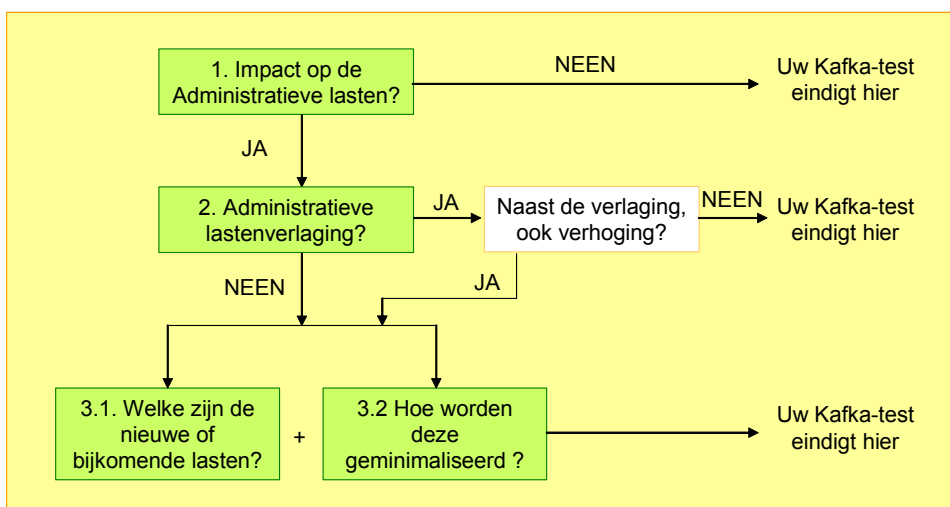 1. Impact op de
Administratieve lasten?
NEEN
Uw Kafka-test
eindigt hier
JA
2. Administratieve
lastenverlaging?
JA
Naast de verlaging,
ook verhoging?
NEEN
Uw Kafka-test
eindigt hier
NEEN
JA
3.1. Welke zijn de
nieuwe of
bijkomende lasten?
+
3.2 Hoe worden
deze
geminimaliseerd ?
Uw Kafka-test
eindigt hier